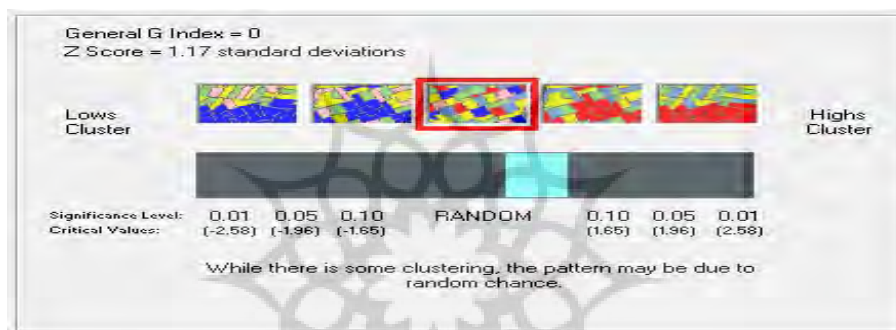 General G Index = 0
Z Score = 1.17 standard deviations
Lows
Cluster
Highs
Cluster
Significance Level: 0.01 0.05 0.10 RANDOM 0.10 0.05 0.01
Critical Values: (-2.58) (-1.96) (-1.65) (1.65) (1.96) (2.58)
While there is some clustering, the pattern may be due to
random chance.